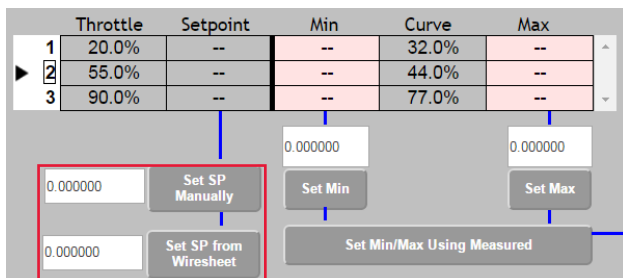 Throttle Setpoint Min Curve Max
1 20.0% -- -- 32.0% --
2 55.0% -- -- 44.0% --
3 90.0% -- -- 77.0% --
0.000000 0.000000
0.000000 Set SP Manually Set Min Set Max
0.000000 Set SP from Wiresheet Set Min/Max Using Measured